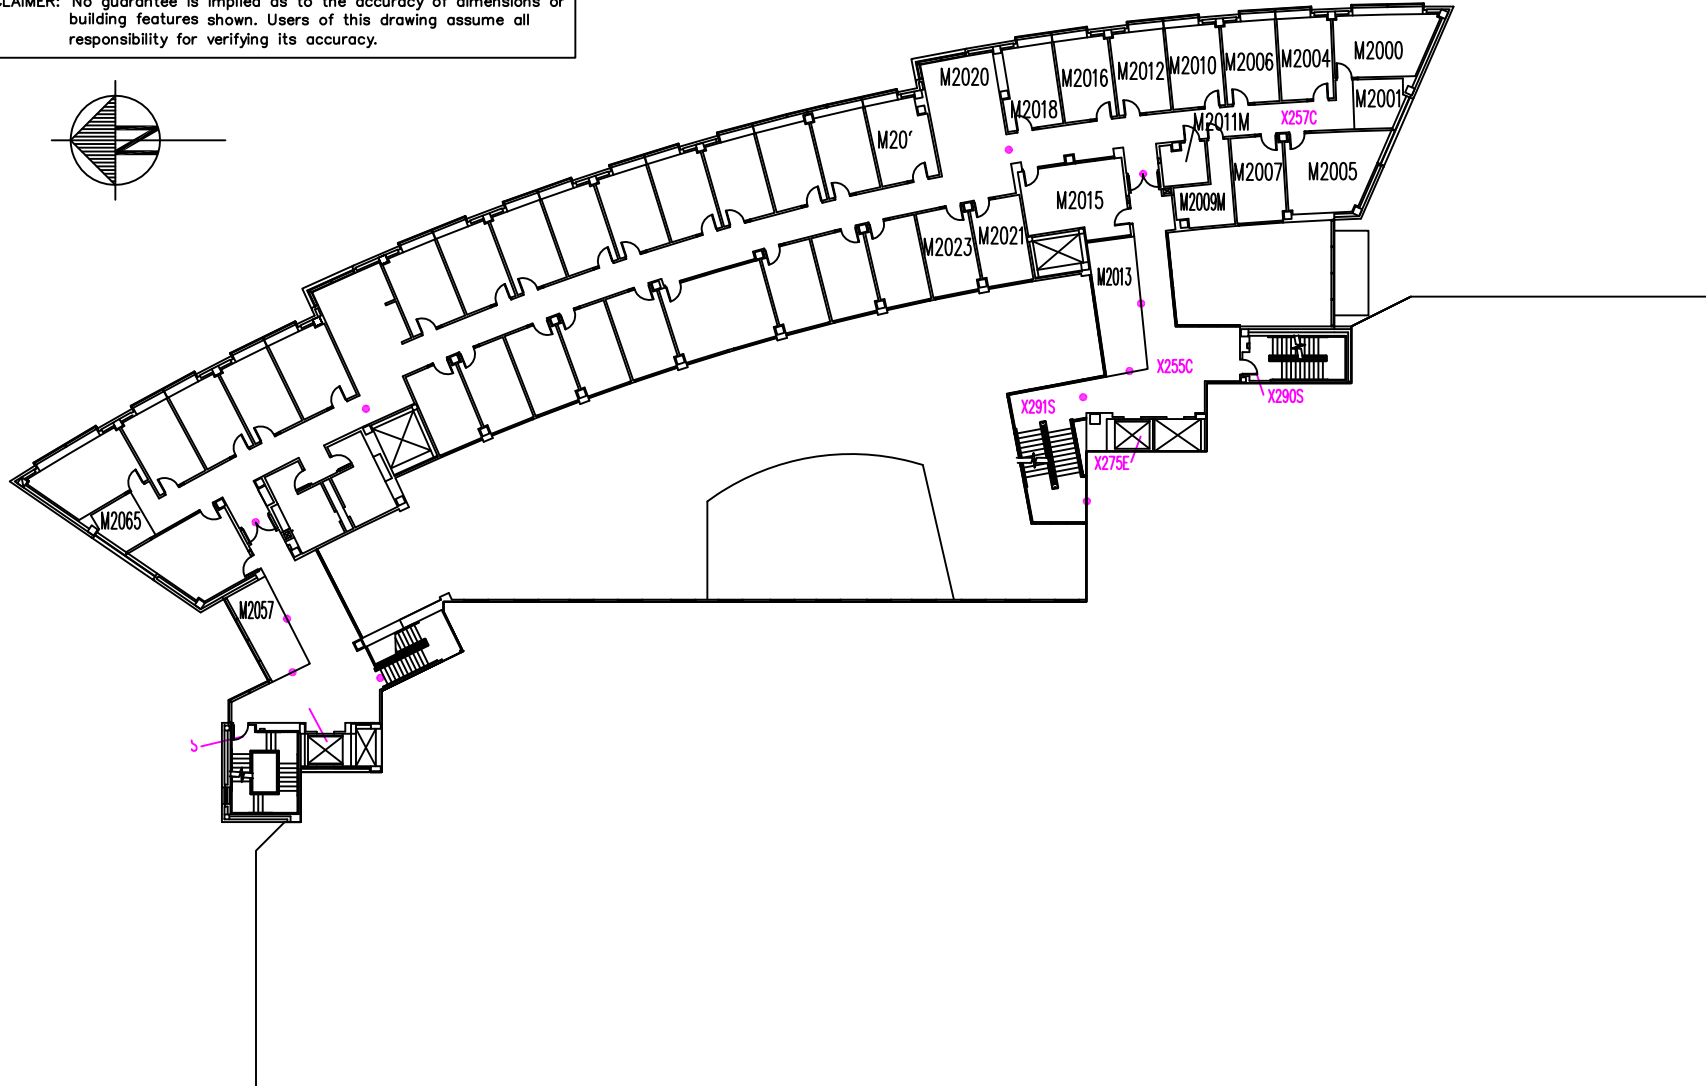 No guarantee is implied as to the accuracy of dimensions or
building features shown. Users of this drawing assume all
responsibility for verifying its accuracy.
M2000
M2004
M2006
M2010
M2012
M2016
M2020
M2018
M2001
X257C
M2011M
M2007
M2005
M2009M
M2015
M2021
M2023
M2013
X255C
X290S
X291S
X275E
M2065
M2057
S